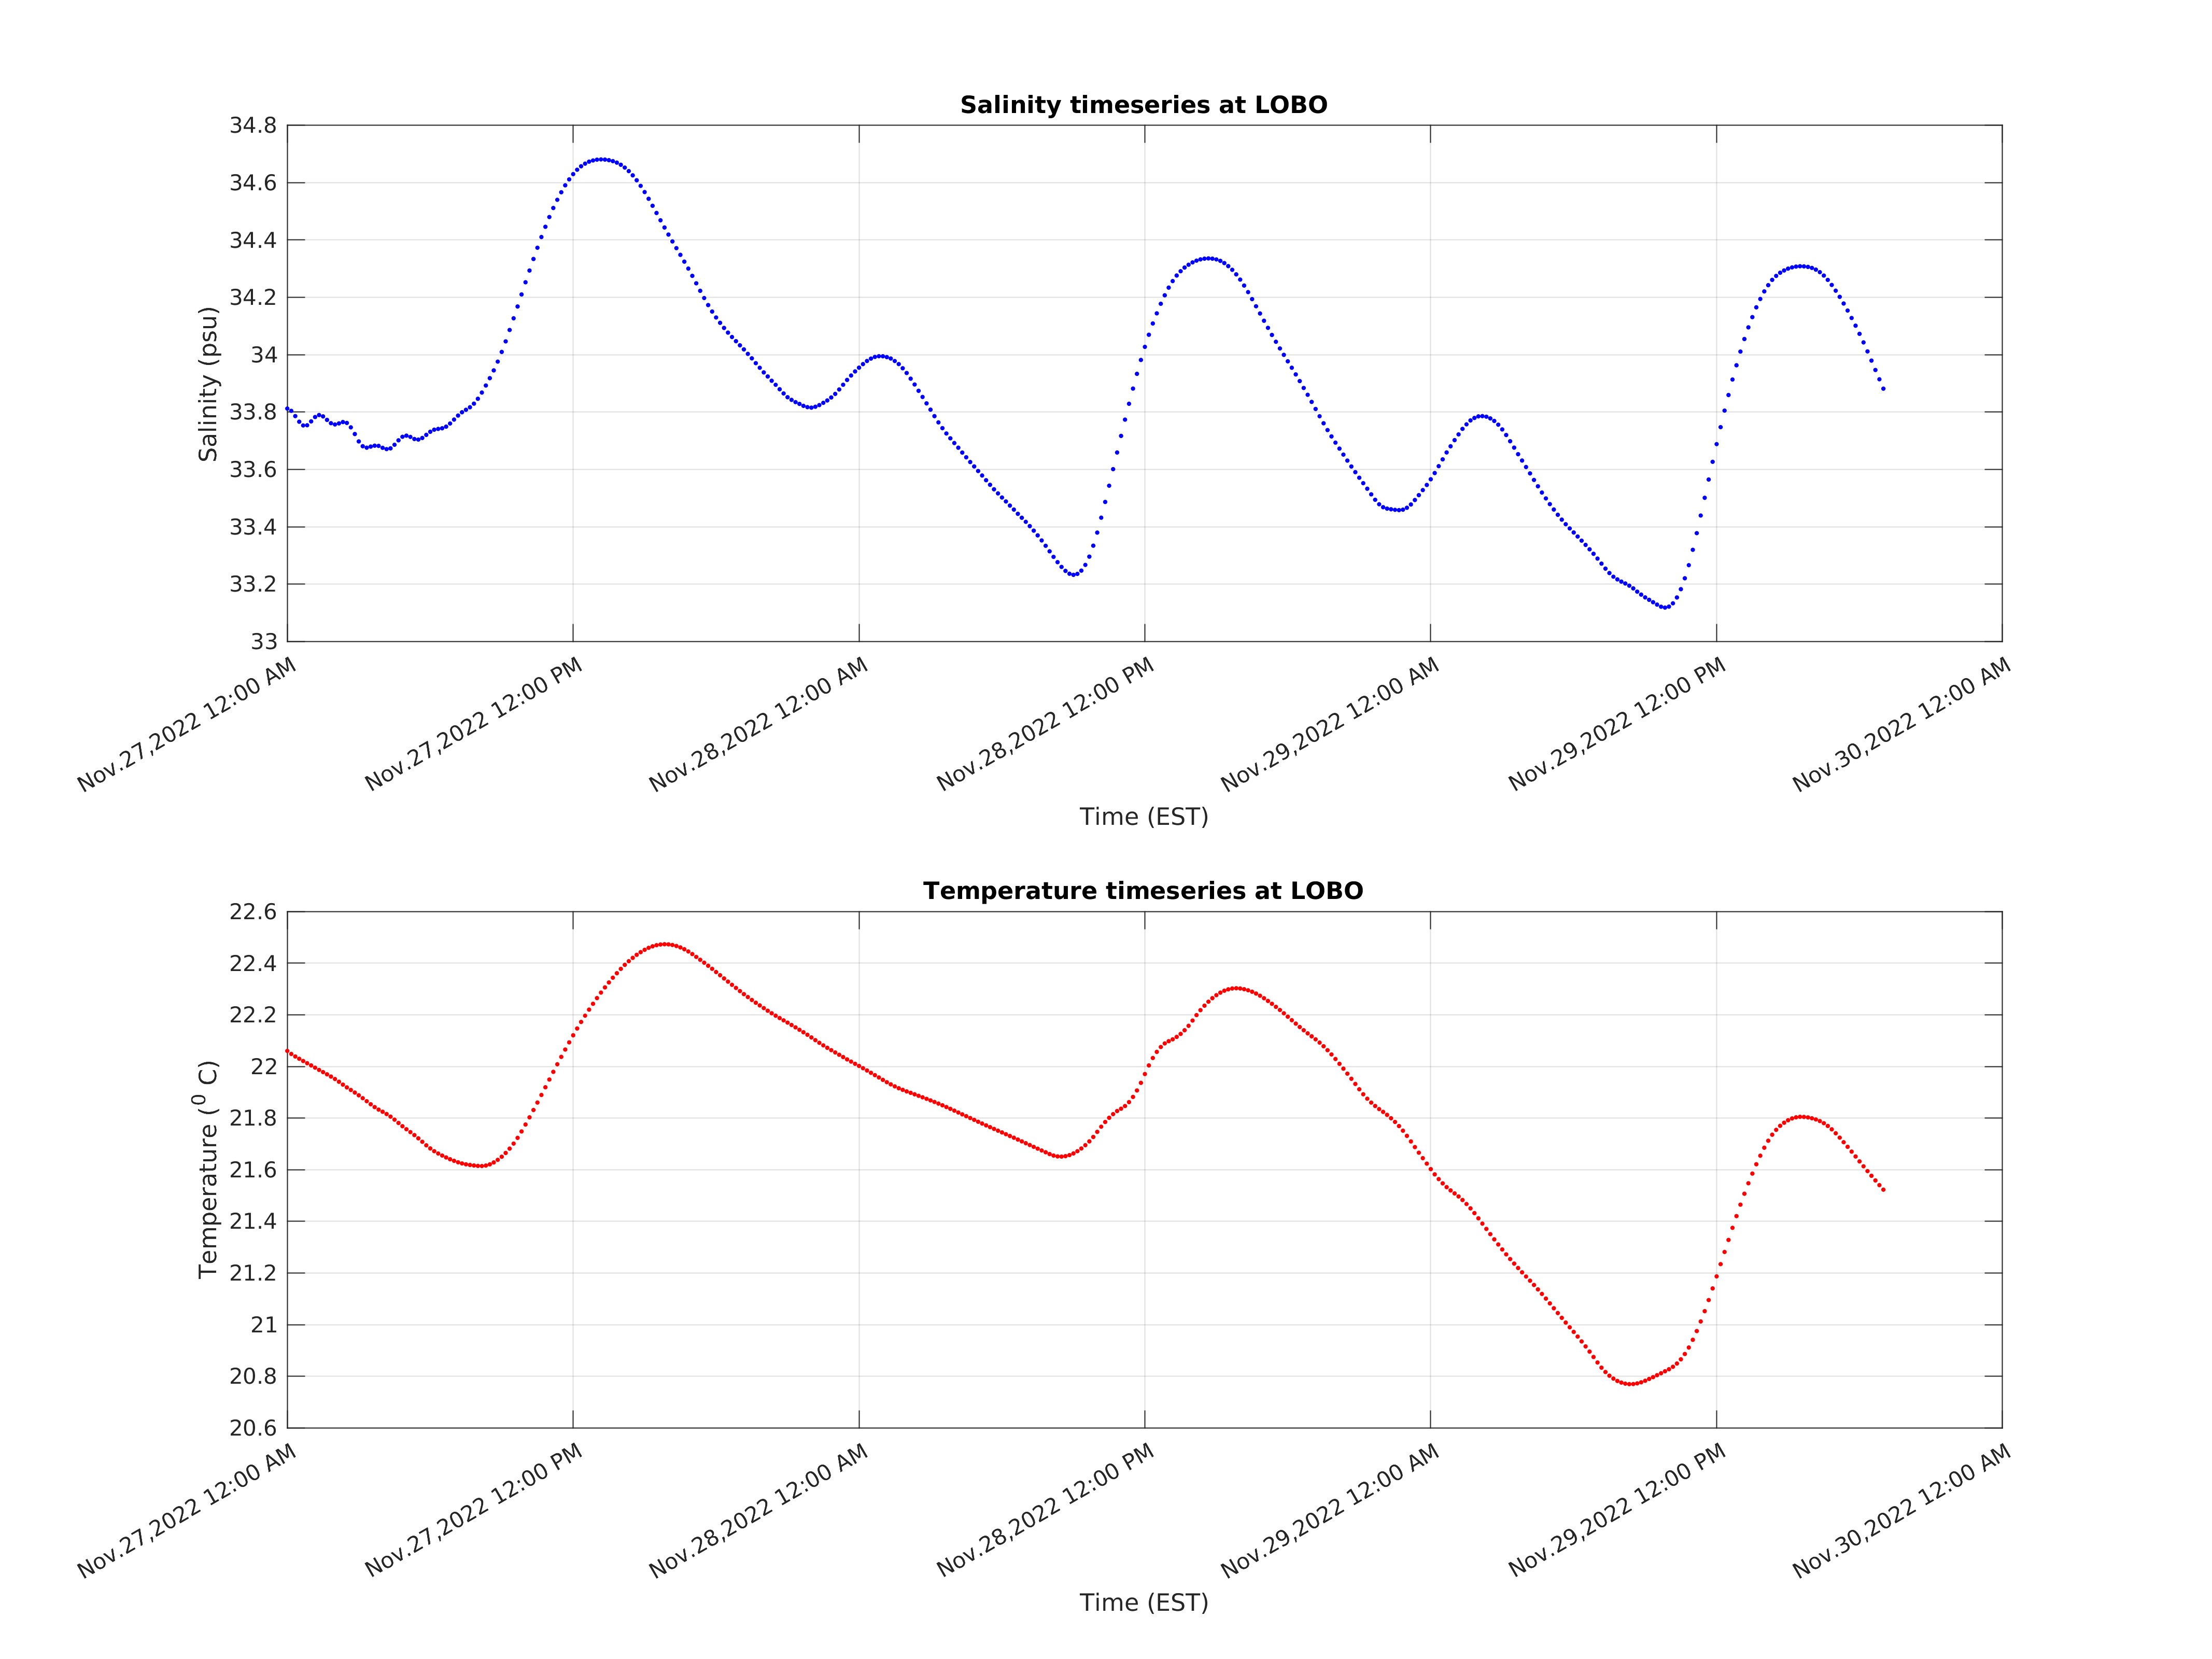 Salinity timeseries at LOBO
34.8
34.6
34.4
34.2
34
33.8
33.6
33.4
33.2
33
Salinity (psu)
Nov.27,2022 12:00 AM
Nov.27,2022 12:00 PM
Nov.28,2022 12:00 AM
Nov.28,2022 12:00 PM
Nov.29,2022 12:00 AM
Nov.29,2022 12:00 PM
Nov.30,2022 12:00 AM
Time (EST)
Temperature timeseries at LOBO
22.6
22.4
22.2
22
21.8
21.6
21.4
21.2
21
20.8
20.6
Temperature (⁰ C)
Nov.27,2022 12:00 AM
Nov.27,2022 12:00 PM
Nov.28,2022 12:00 AM
Nov.28,2022 12:00 PM
Nov.29,2022 12:00 AM
Nov.29,2022 12:00 PM
Nov.30,2022 12:00 AM
Time (EST)